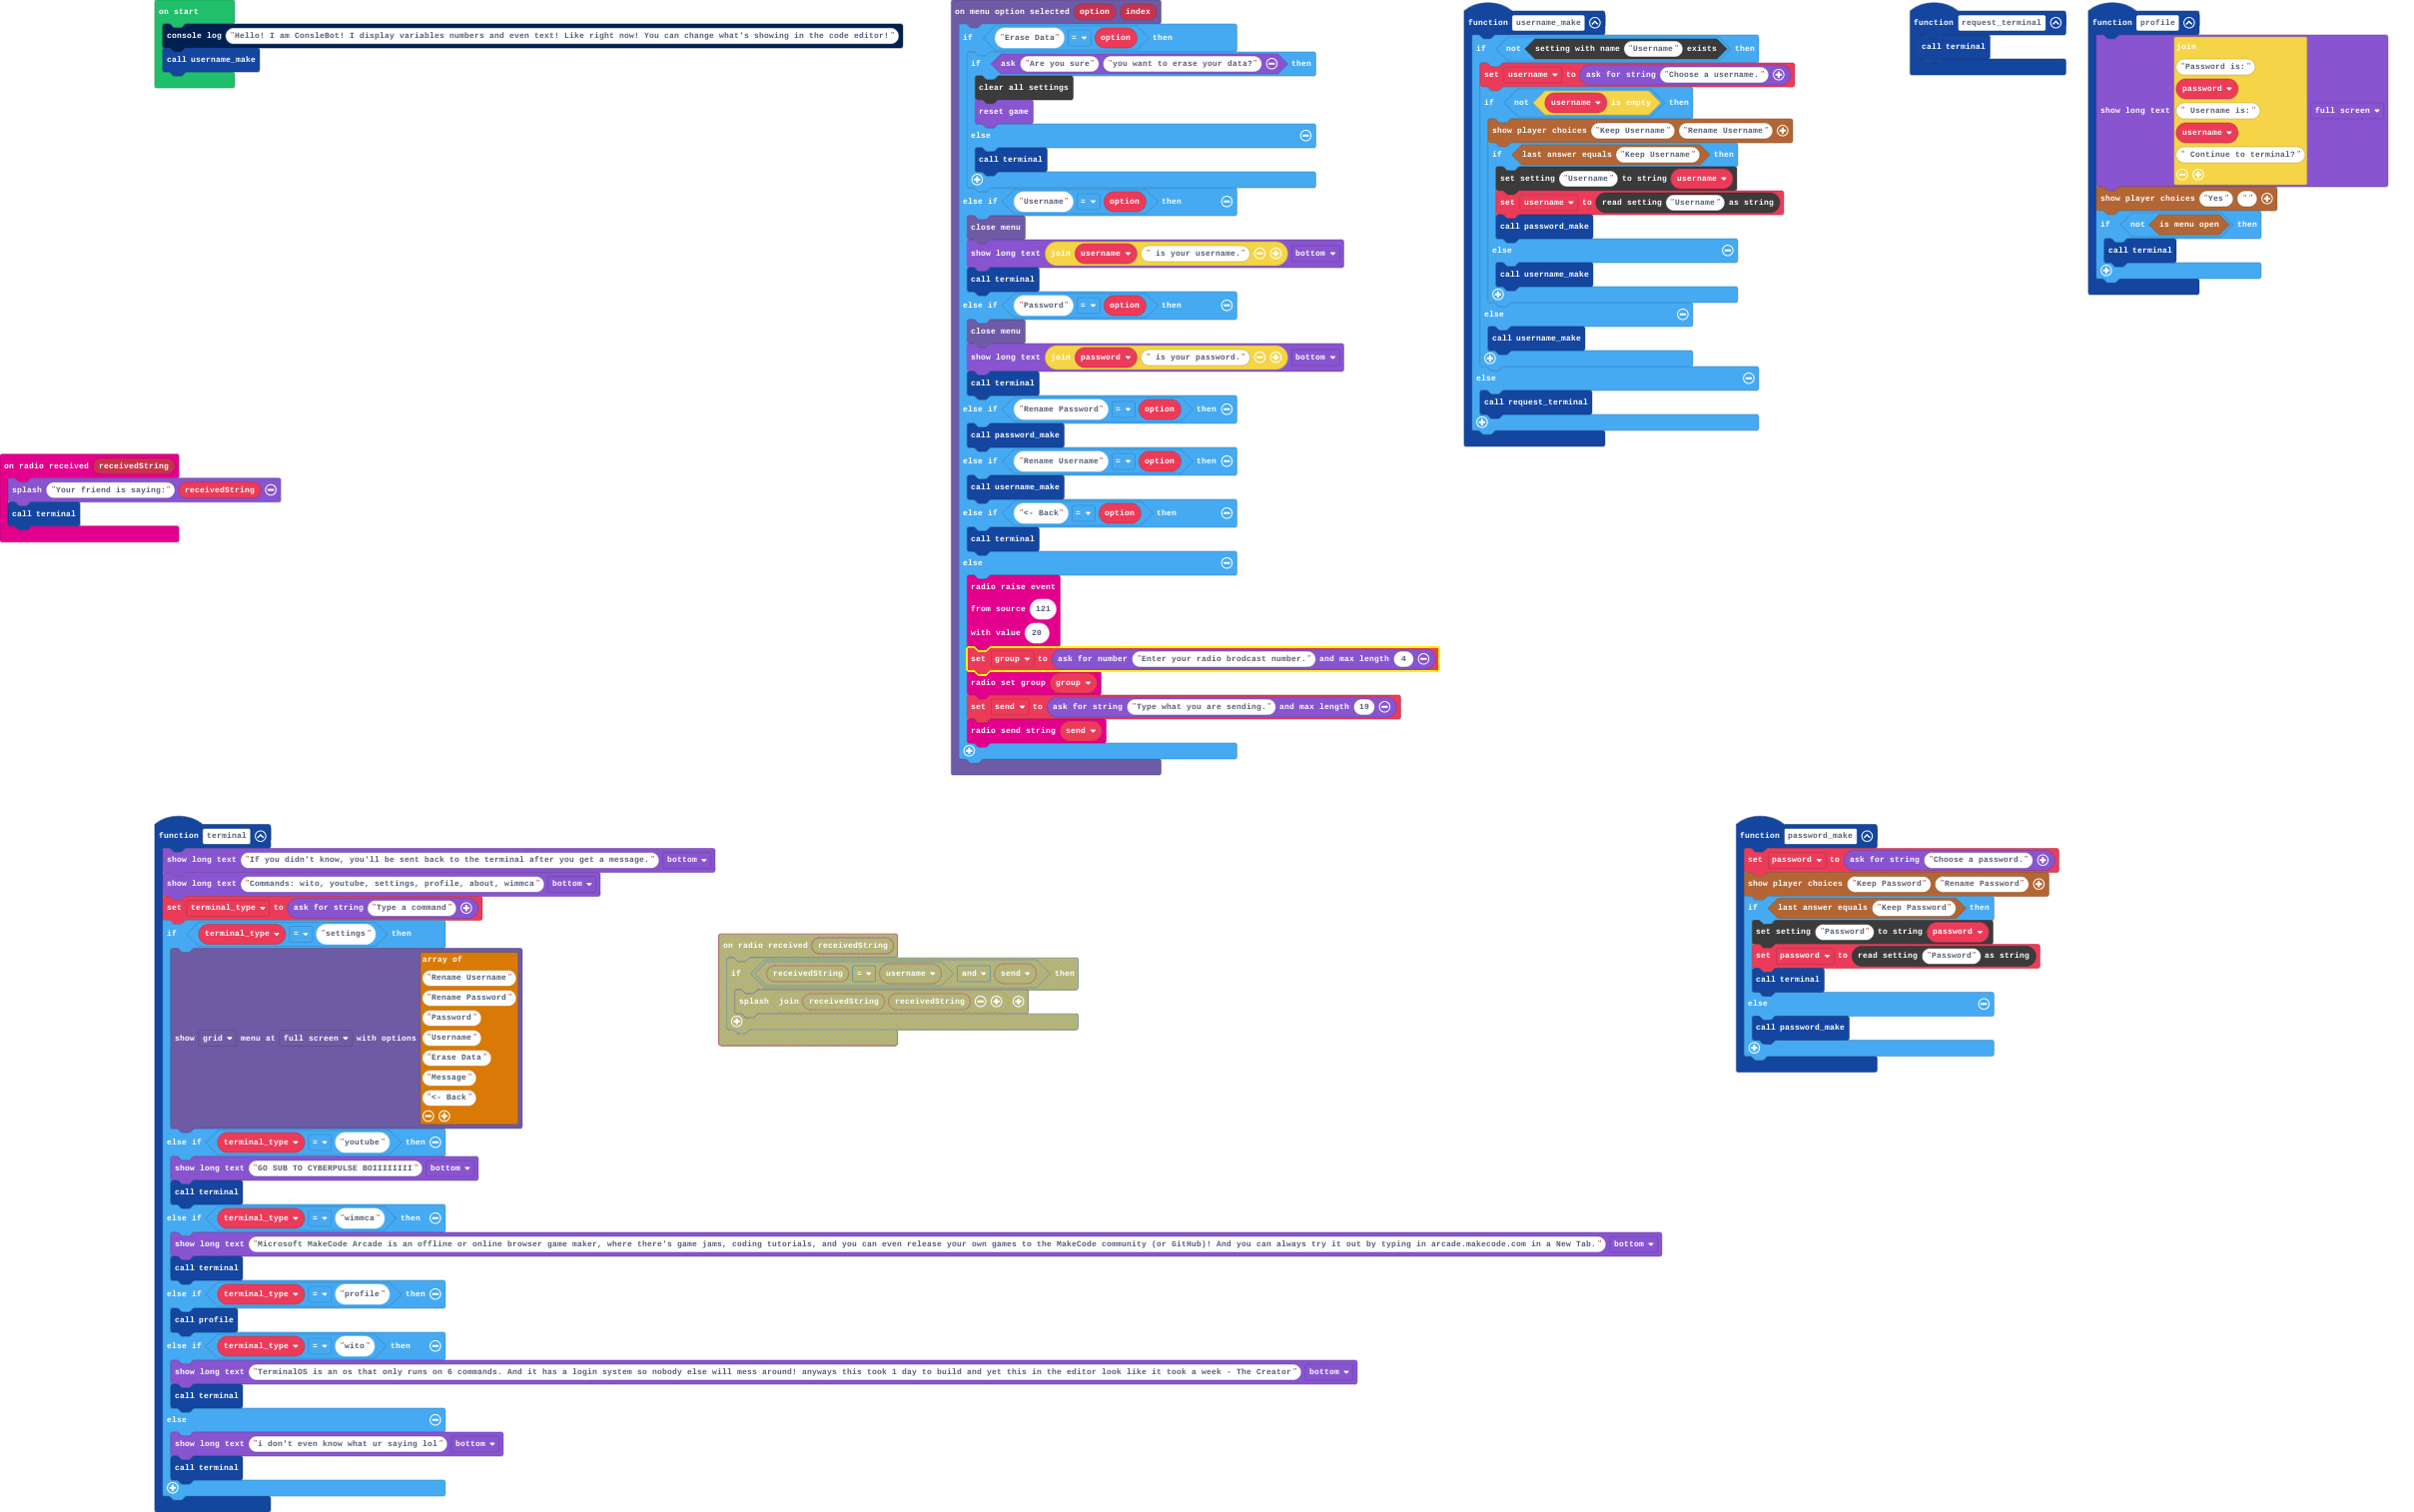 on start
console log "Hello! I am ConsleBot! I display variables numbers and even text! Like right now! You can change what's showing in the code editor!"
call username_make
on radio received receivedString
splash "Your friend is saying:" receivedString
call terminal
on menu option selected option index
if "Erase Data" = option then
if ask "Are you sure" "you want to erase your data?" then
clear all settings
reset game
else
call terminal
else if "Username" = option then
close menu
show long text join username " is your username." bottom
call terminal
else if "Password" = option then
close menu
show long text join password " is your password." bottom
call terminal
else if "Rename Password" = option then
call password_make
else if "Rename Username" = option then
call username_make
else if "<- Back" = option then
call terminal
else
radio raise event
from source 121
with value 20
set group to ask for number "Enter your radio brodcast number." and max length 4
radio set group group
set send to ask for string "Type what you are sending." and max length 19
radio send string send
function username_make
if not setting with name "Username" exists then
set username to ask for string "Choose a username."
if not username is empty then
show player choices "Keep Username" "Rename Username"
if last answer equals "Keep Username" then
set setting "Username" to string username
set username to read setting "Username" as string
call password_make
else
call username_make
else
call username_make
else
call request_terminal
function request_terminal
call terminal
function profile
show long text join "Password is:" password " Username is:" username " Continue to terminal?" full screen
show player choices "Yes" ""
if not is menu open then
call terminal
function terminal
show long text "If you didn't know, you'll be sent back to the terminal after you get a message." bottom
show long text "Commands: wito, youtube, settings, profile, about, wimmca" bottom
set terminal_type to ask for string "Type a command"
if terminal_type = "settings" then
show grid menu at full screen with options array of
"Rename Username"
"Rename Password"
"Password"
"Username"
"Erase Data"
"Message"
"<- Back"
else if terminal_type = "youtube" then
show long text "GO SUB TO CYBERPULSE BOIIIIIIII" bottom
call terminal
else if terminal_type = "wimmca" then
show long text "Microsoft MakeCode Arcade is an offline or online browser game maker, where there's game jams, coding tutorials, and you can even release your own games to the MakeCode community (or GitHub)! And you can always try it out by typing in arcade.makecode.com in a New Tab." bottom
call terminal
else if terminal_type = "profile" then
call profile
else if terminal_type = "wito" then
show long text "TerminalOS is an os that only runs on 6 commands. And it has a login system so nobody else will mess around! anyways this took 1 day to build and yet this in the editor look like it took a week - The Creator" bottom
call terminal
else
show long text "i don't even know what ur saying lol" bottom
call terminal
on radio received receivedString
if receivedString = username and send then
splash join receivedString receivedString
function password_make
set password to ask for string "Choose a password."
show player choices "Keep Password" "Rename Password"
if last answer equals "Keep Password" then
set setting "Password" to string password
set password to read setting "Password" as string
call terminal
else
call password_make